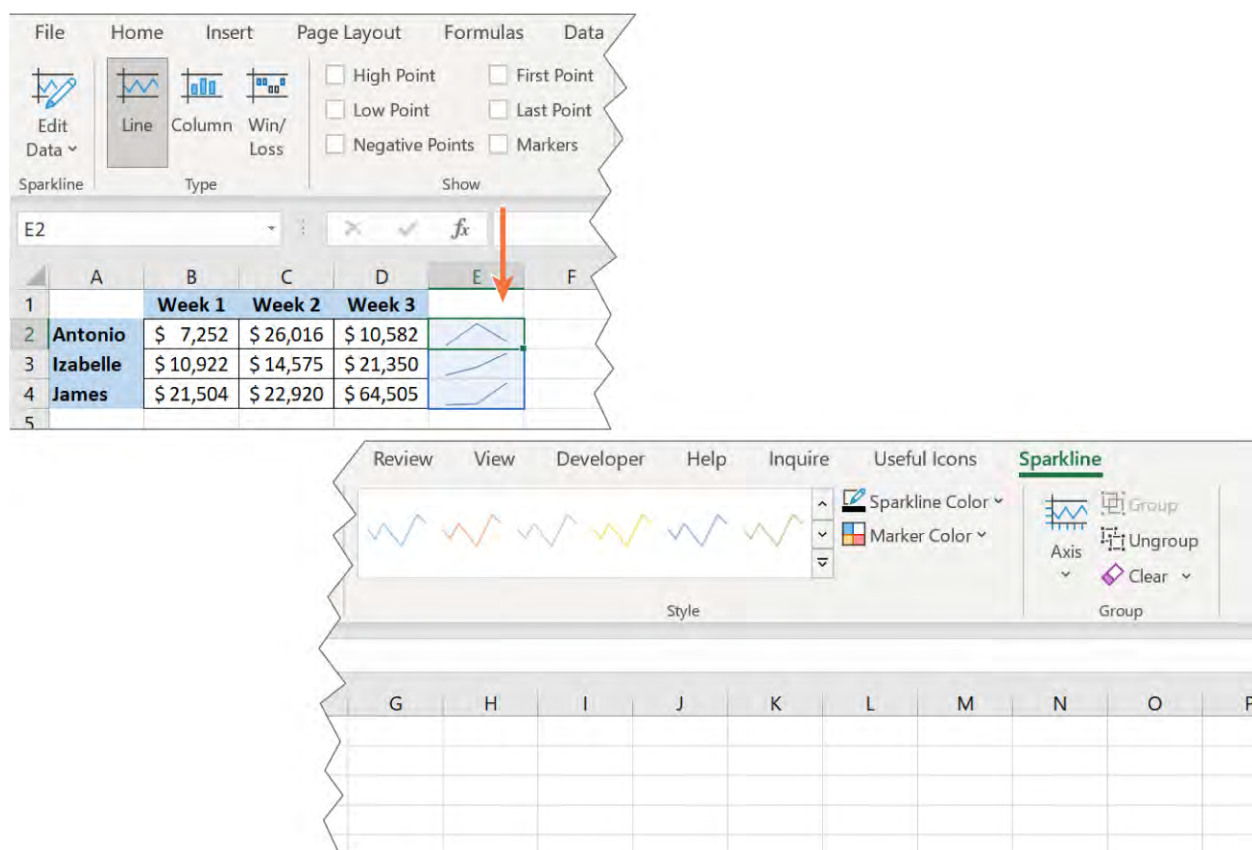 File Home Insert Page Layout Formulas Data
High Point First Point
Low Point Last Point
Negative Points Markers
Edit Data Line Column Win/ Loss
Sparkline Type Show
E2 fx
A B C D E F
1 Week 1 Week 2 Week 3
2 Antonio $ 7,252 $ 26,016 $ 10,582
3 Izabelle $ 10,922 $ 14,575 $ 21,350
4 James $ 21,504 $ 22,920 $ 64,505
5
Review View Developer Help Inquire Useful Icons Sparkline
Sparkline Color Group
Marker Color Axis Ungroup
Clear
Style Group
G H I J K L M N O P